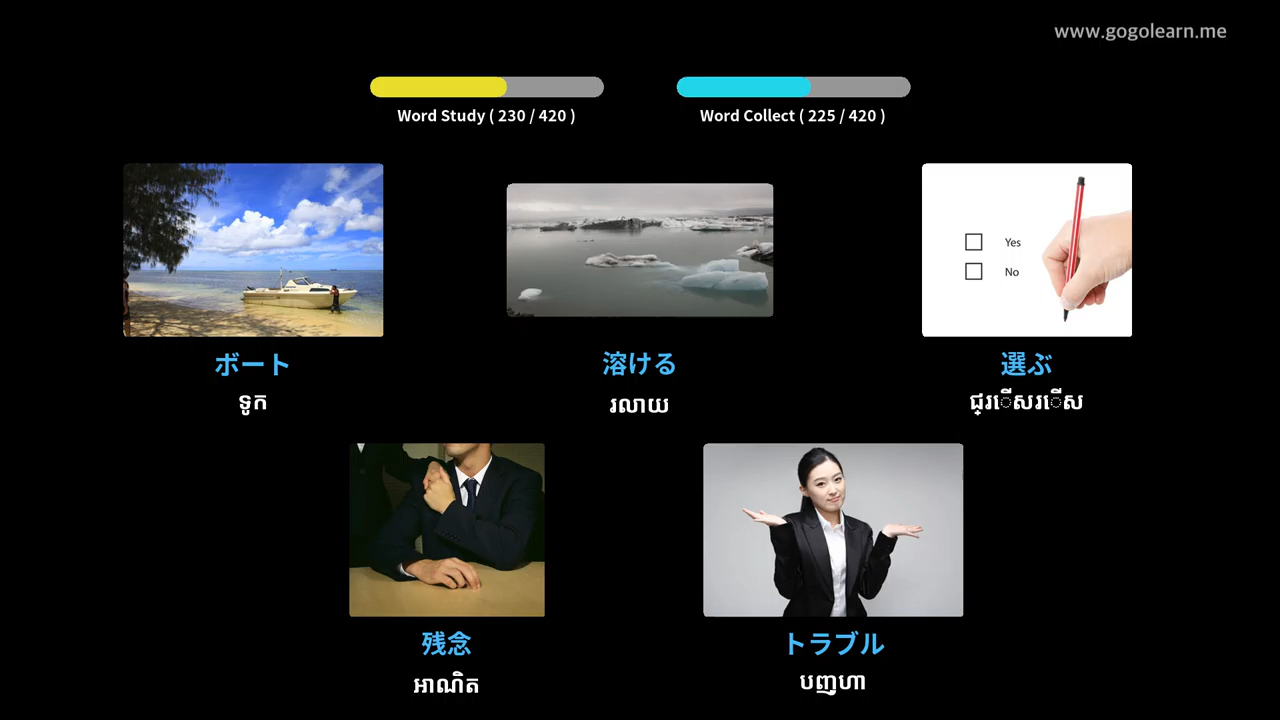 www.gogolearn.me
Word Study ( 230 / 420 )
Word Collect ( 225 / 420 )
Yes
No
ボート
溶ける
選ぶ
ទូក
រលាយ
ជ្រើសរើស
残念
トラブル
អាណិត
បញ្ហា